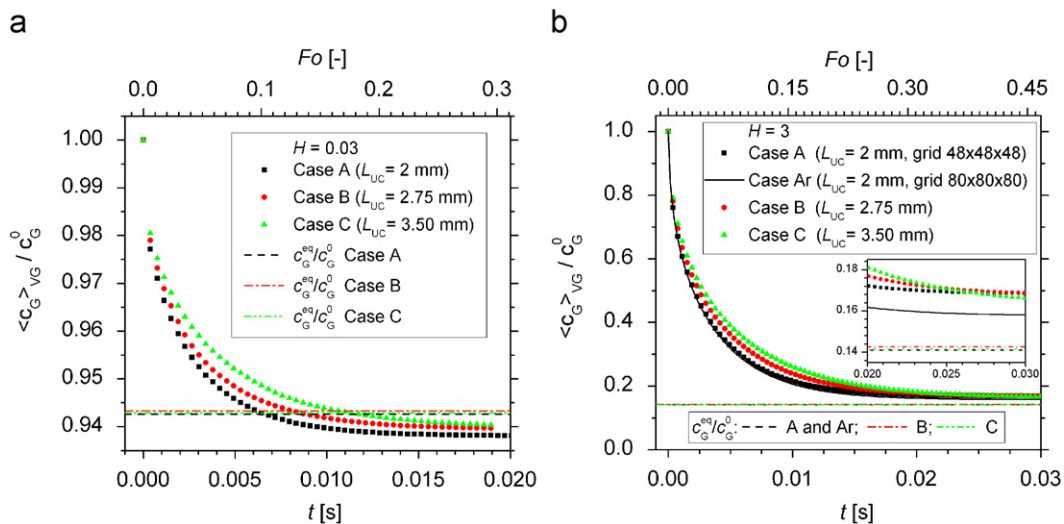 a
Fo [-]
0.0 0.1 0.2 0.3
1.00
0.99
0.98
0.97
0.96
0.95
0.94
<c_G>_VG / c_G^0
H = 0.03
Case A (L_UC = 2 mm)
Case B (L_UC = 2.75 mm)
Case C (L_UC = 3.50 mm)
c_G^eq/c_G^0 Case A
c_G^eq/c_G^0 Case B
c_G^eq/c_G^0 Case C
0.000 0.005 0.010 0.015 0.020
t [s]
b
Fo [-]
0.00 0.15 0.30 0.45
1.0
0.8
0.6
0.4
0.2
0.0
<c_G>_VG / c_G^0
H = 3
Case A (L_UC = 2 mm, grid 48x48x48)
Case Ar (L_UC = 2 mm, grid 80x80x80)
Case B (L_UC = 2.75 mm)
Case C (L_UC = 3.50 mm)
0.18
0.16
0.14
0.020 0.025 0.030
c_G^eq/c_G^0: A and Ar; B; C
0.00 0.01 0.02 0.03
t [s]